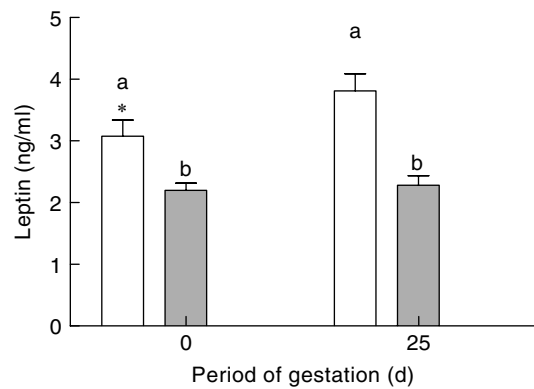 5
4
3
2
1
0
Leptin (ng/ml)
a
*
b
a
b
0
25
Period of gestation (d)